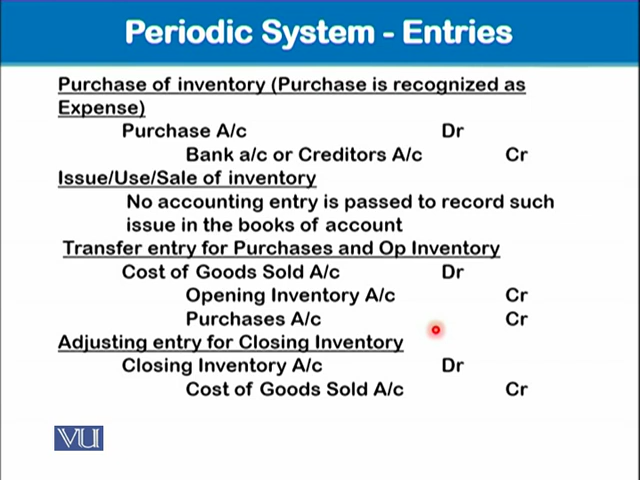 Periodic System - Entries
Purchase of inventory (Purchase is recognized as
Expense)
Purchase A/c Dr
Bank a/c or Creditors A/c Cr
Issue/Use/Sale of inventory
No accounting entry is passed to record such
issue in the books of account
Transfer entry for Purchases and Op Inventory
Cost of Goods Sold A/c Dr
Opening Inventory A/c Cr
Purchases A/c Cr
Adjusting entry for Closing Inventory
Closing Inventory A/c Dr
Cost of Goods Sold A/c Cr
VU